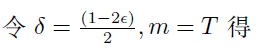 令 δ = (1−2ϵ)/2, m = T 得